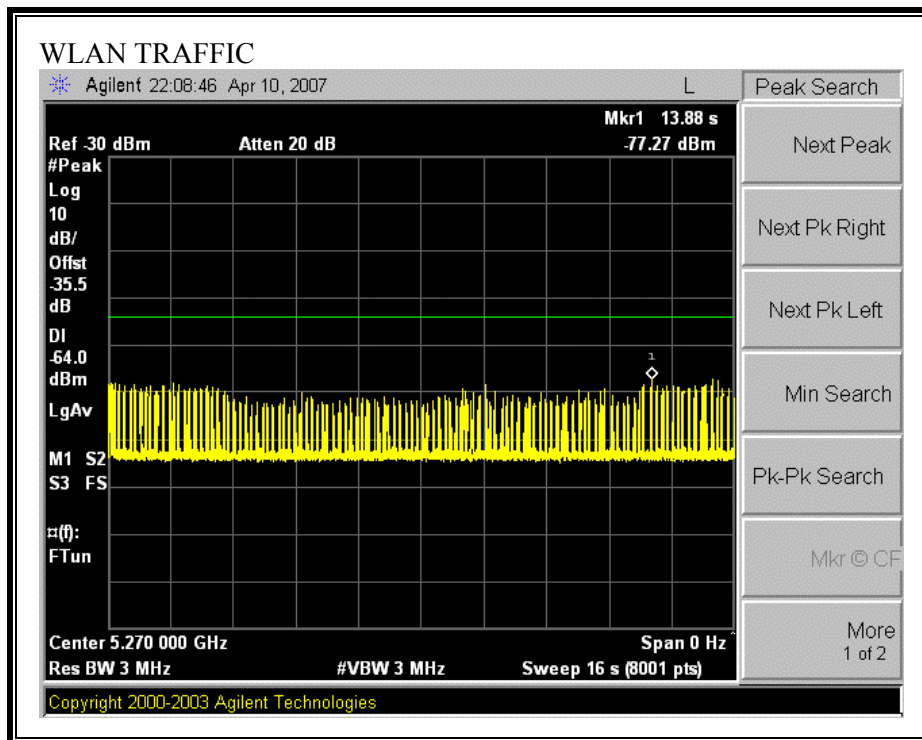 WLAN TRAFFIC
Agilent 22:08:46 Apr 10, 2007 L
Peak Search
Mkr1 13.88 s
Ref -30 dBm Atten 20 dB -77.27 dBm
#Peak
Log
10
dB/
Offst
-35.5
dB
DI
-64.0
dBm
LgAv
M1 S2
S3 FS
¤(f):
FTun
1
Center 5.270 000 GHz Span 0 Hz^
Res BW 3 MHz #VBW 3 MHz Sweep 16 s (8001 pts)
Copyright 2000-2003 Agilent Technologies
Next Peak
Next Pk Right
Next Pk Left
Min Search
Pk-Pk Search
Mkr © CF
More
1 of 2